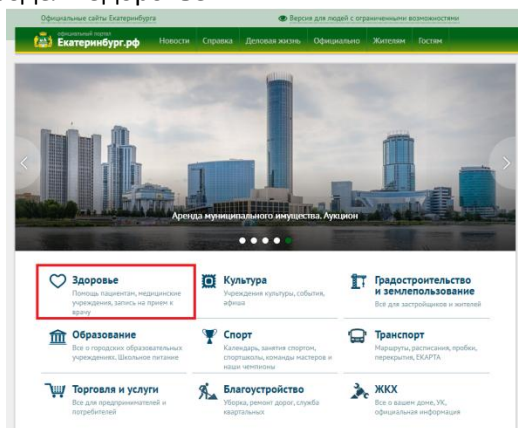 Официальные сайты Екатеринбурга
Версия для людей с ограниченными возможностями
официальный портал
Екатеринбург.рф
Новости Справка Деловая жизнь Официально Жителям Гостям
Аренда муниципального имущества. Аукцион
Здоровье
Помощь пациентам, медицинские
учреждения, запись на прием к
врачу
Культура
Учреждения культуры, события,
афиша
Градостроительство
и землепользование
Всё для застройщиков и жителей
Образование
Все о городских образовательных
учреждениях, Школьное питание
Спорт
Календарь, занятия спортом,
спортшколы, команды мастеров и
наши чемпионы
Транспорт
Маршруты, расписания, пробки,
перекрытия, ЕКАРТА
Торговля и услуги
Все для предпринимателей и
потребителей
Благоустройство
Уборка, ремонт дорог, служба
квартальных
ЖКХ
Все о вашем доме, УК,
официальная информация